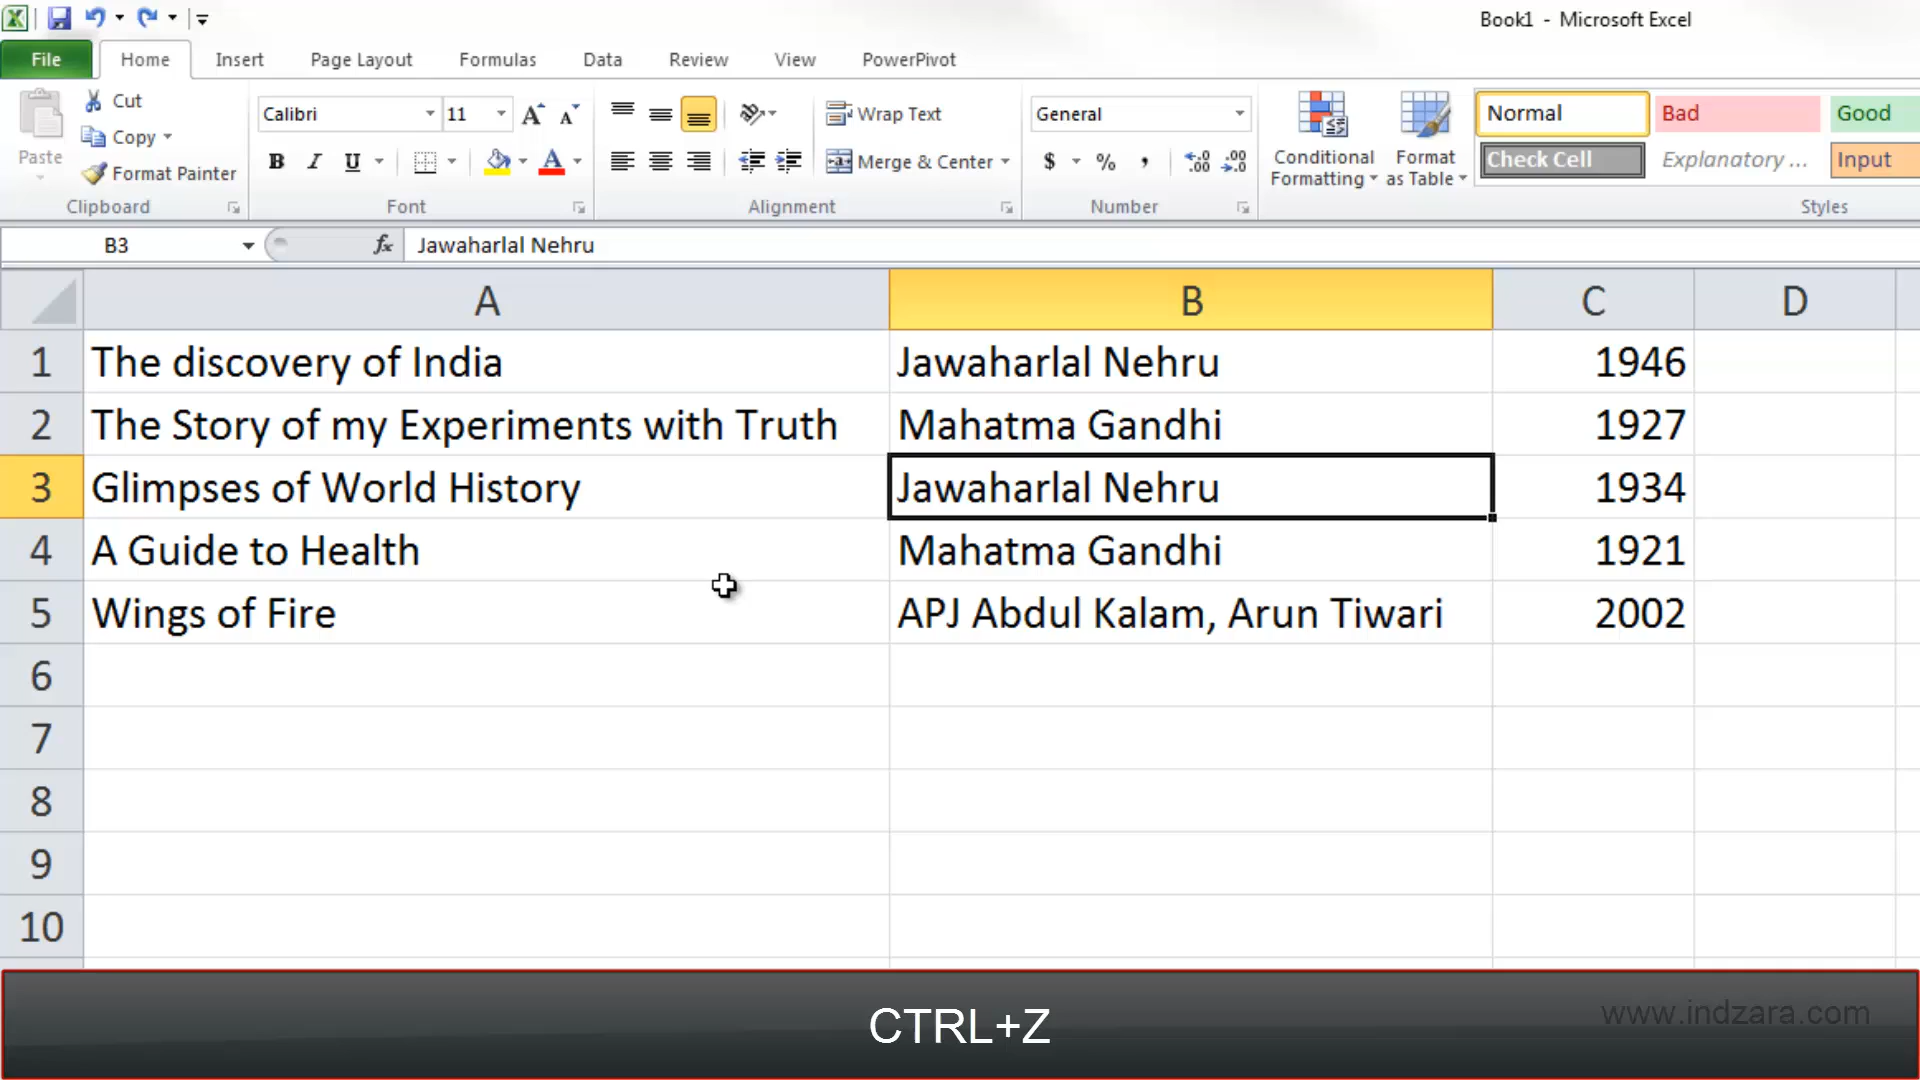 Book1 - Microsoft Excel
File Home Insert Page Layout Formulas Data Review View PowerPivot
Paste
Cut
Copy
Format Painter
Clipboard
Calibri 11
B I U A
Font
Wrap Text
Merge & Center
Alignment
General
$ % ,
Number
Conditional Formatting
Format as Table
Normal Bad Good
Check Cell Explanatory ... Input
Styles
B3 fx Jawaharlal Nehru
A B C D
1 The discovery of India Jawaharlal Nehru 1946
2 The Story of my Experiments with Truth Mahatma Gandhi 1927
3 Glimpses of World History Jawaharlal Nehru 1934
4 A Guide to Health Mahatma Gandhi 1921
5 Wings of Fire APJ Abdul Kalam, Arun Tiwari 2002
6
7
8
9
10
CTRL+Z
www.indzara.com